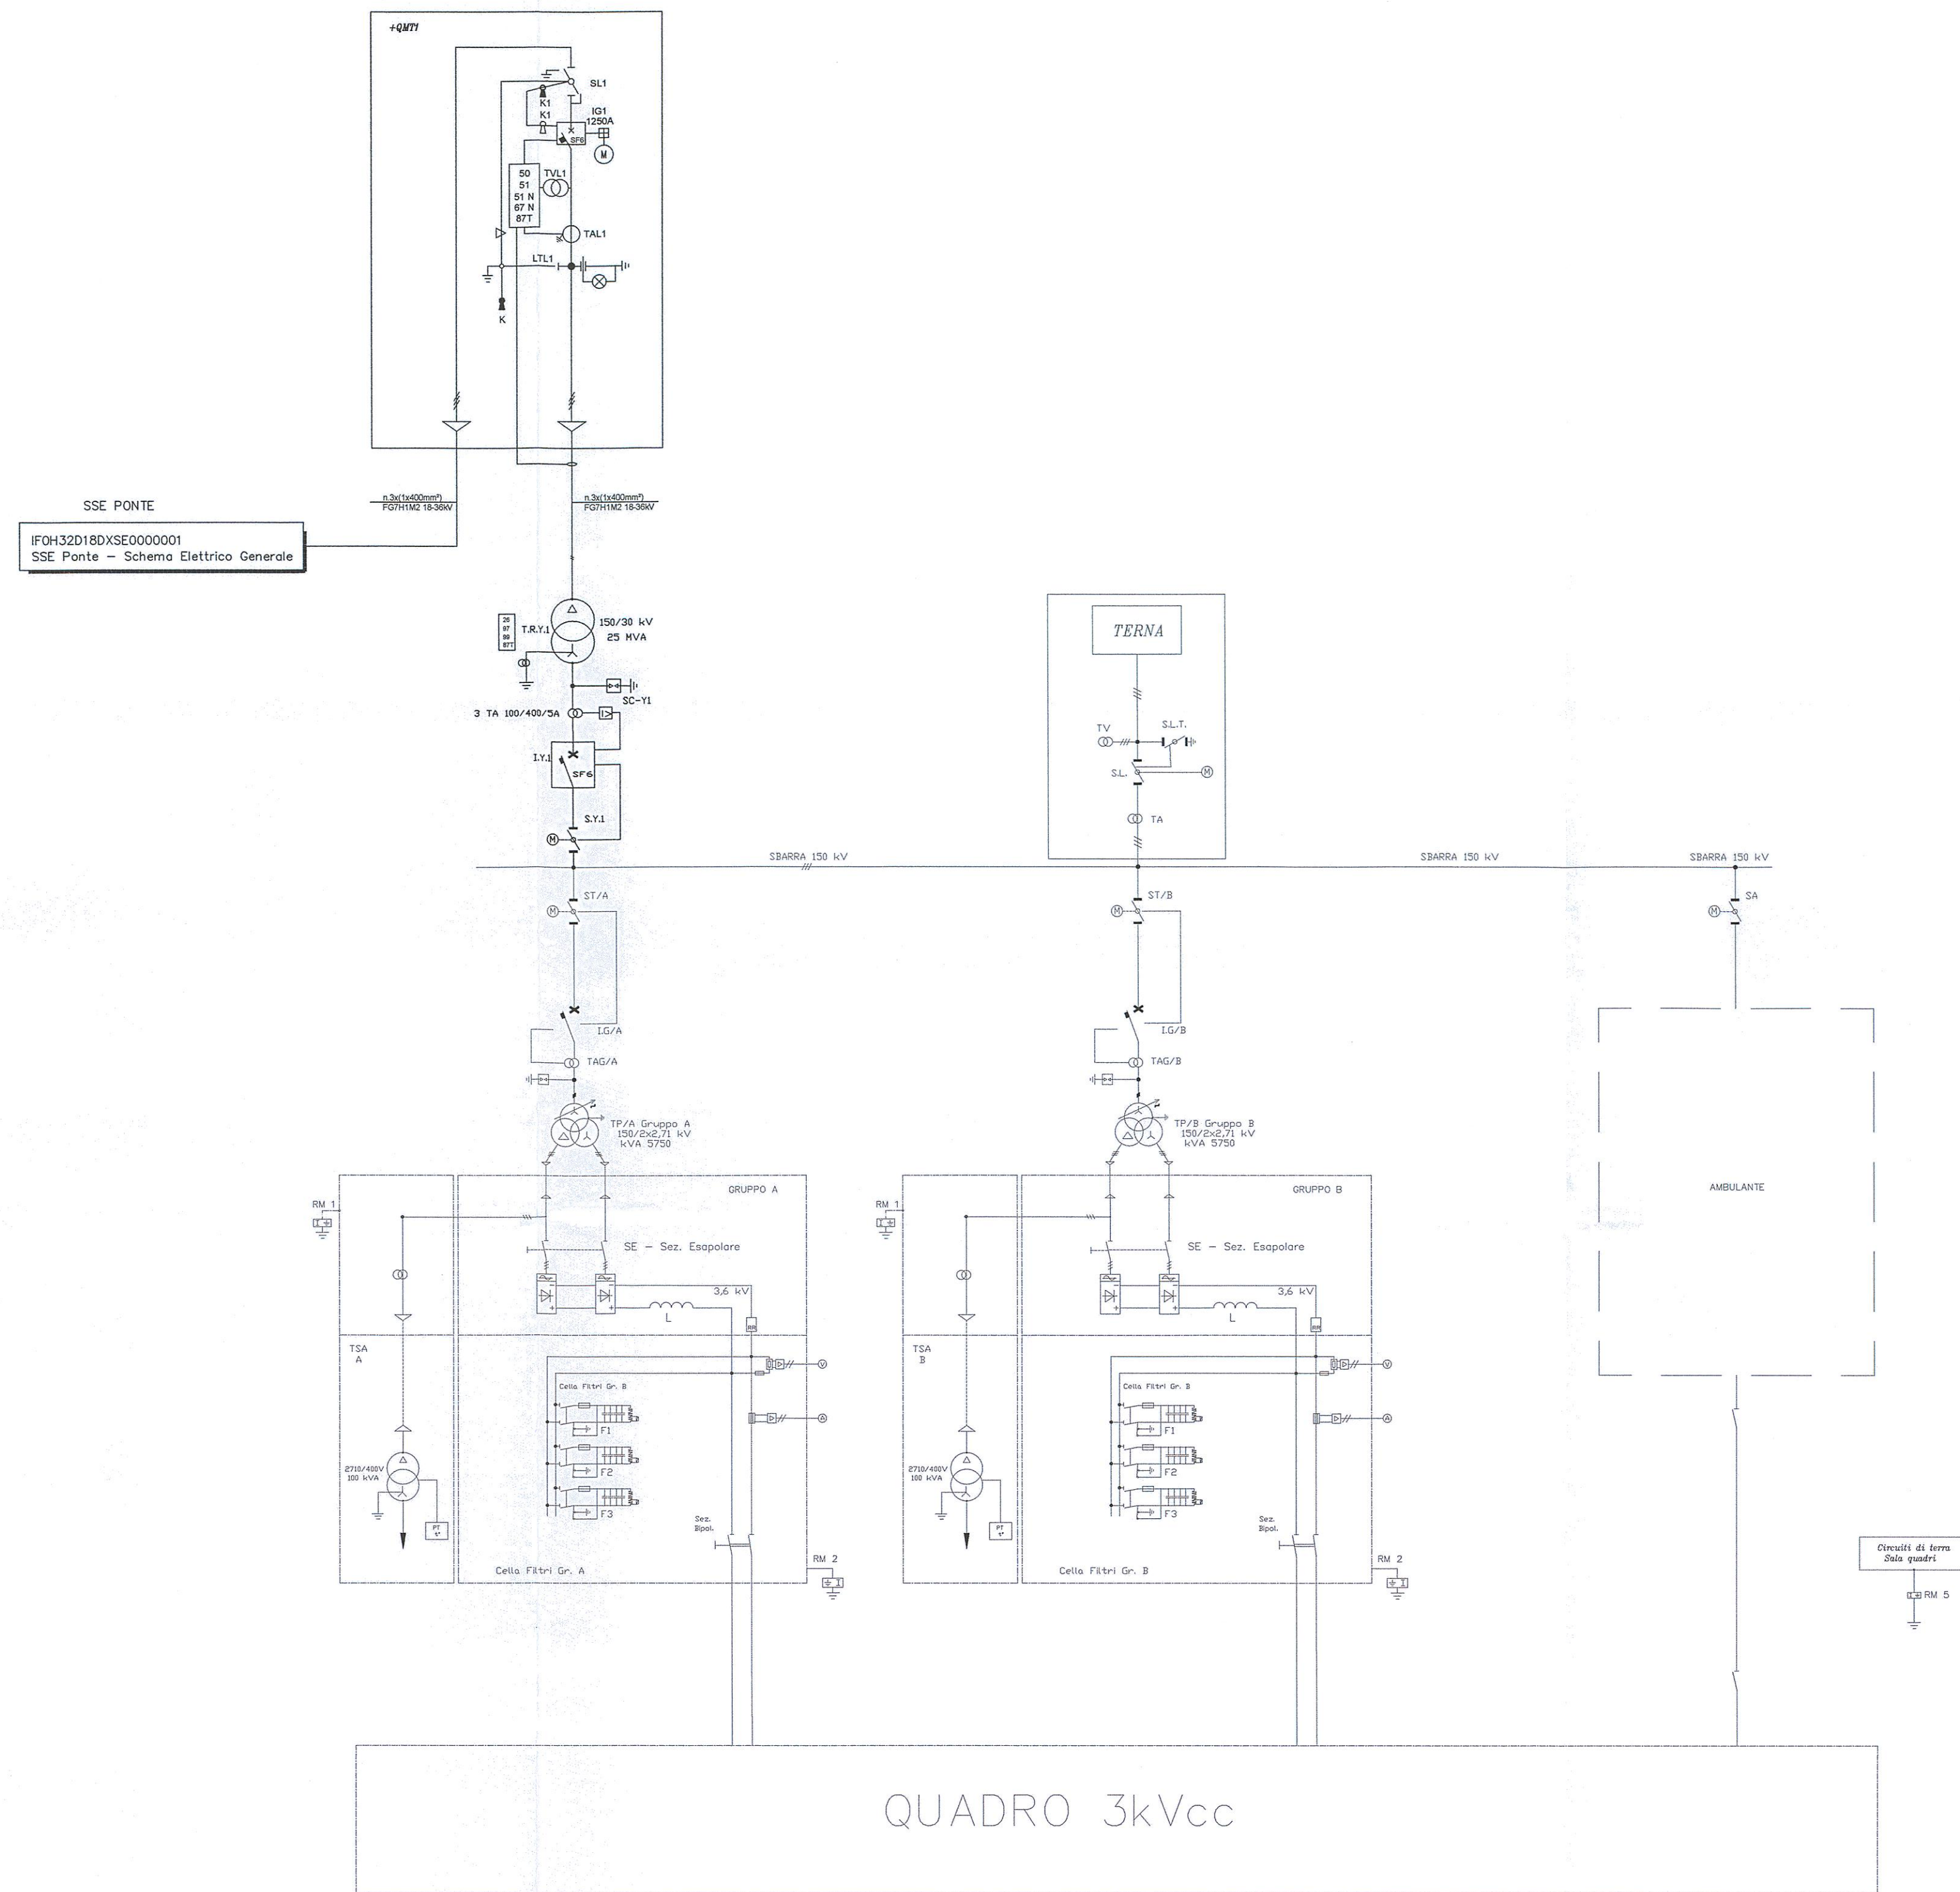 +QMT1
SL1
K1
K1
IG1
1250A
SF6
M
50
51
51 N
67 N
87T
TVL1
TAL1
LTL1
K
n.3x(1x400mm²)
FG7H1M2 18-36kV
n.3x(1x400mm²)
FG7H1M2 18-36kV
SSE PONTE
IF0H32D18DXSE0000001
SSE Ponte – Schema Elettrico Generale
26
97
99
87T
T.R.Y.1
150/30 kV
25 MVA
SC-Y1
3 TA 100/400/5A
I>
I.Y.1
SF6
S.Y.1
M
TERNA
TV
S.L.T.
S.L.
M
TA
SBARRA 150 kV
SBARRA 150 kV
SBARRA 150 kV
ST/A
M
I.G/A
TAG/A
TP/A Gruppo A
150/2x2,71 kV
kVA 5750
ST/B
M
I.G/B
TAG/B
TP/B Gruppo B
150/2x2,71 kV
kVA 5750
SA
M
AMBULANTE
RM 1
GRUPPO A
SE – Sez. Esapolare
3,6 kV
L
TSA
A
Cella Filtri Gr. B
F1
F2
F3
V
A
2710/400V
100 kVA
PT
t°
Sez.
Bipol.
Cella Filtri Gr. A
RM 2
RM 1
GRUPPO B
SE – Sez. Esapolare
3,6 kV
L
TSA
B
Cella Filtri Gr. B
F1
F2
F3
V
A
2710/400V
100 kVA
PT
t°
Sez.
Bipol.
Cella Filtri Gr. B
RM 2
Circuiti di terra
Sala quadri
RM 5
QUADRO 3kVcc